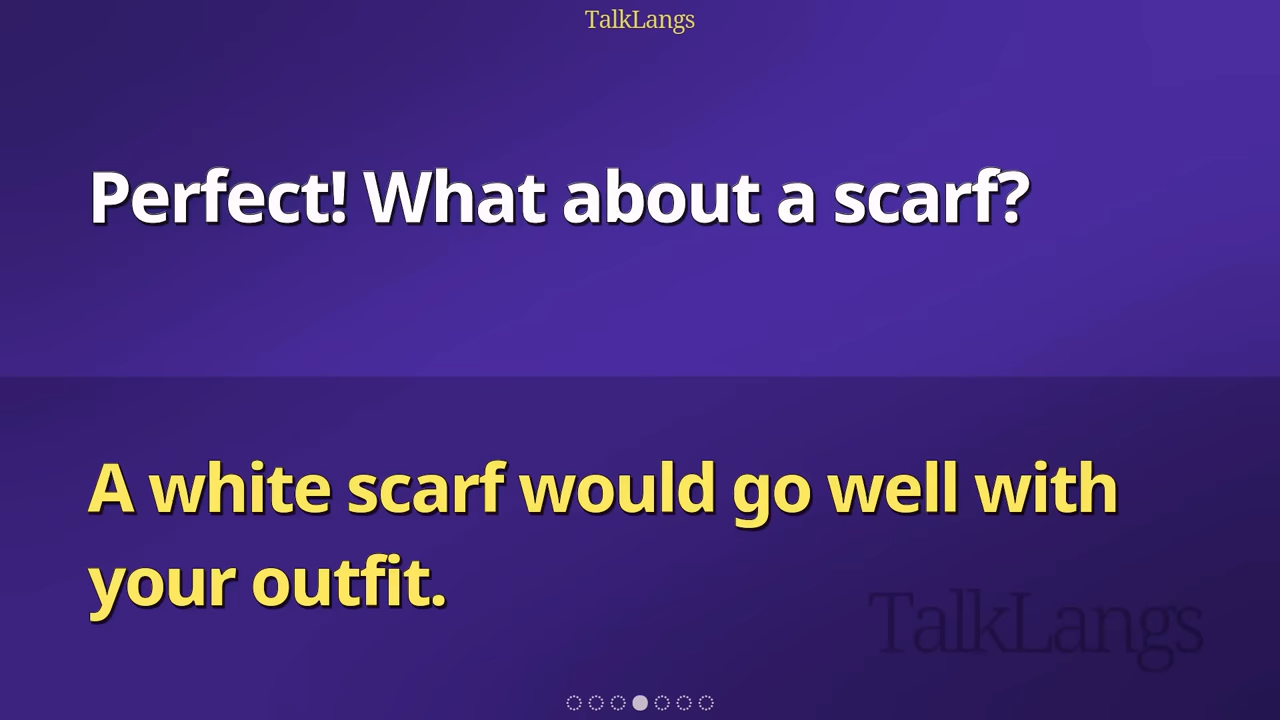 TalkLangs
Perfect! What about a scarf?
A white scarf would go well with
your outfit.
TalkLangs